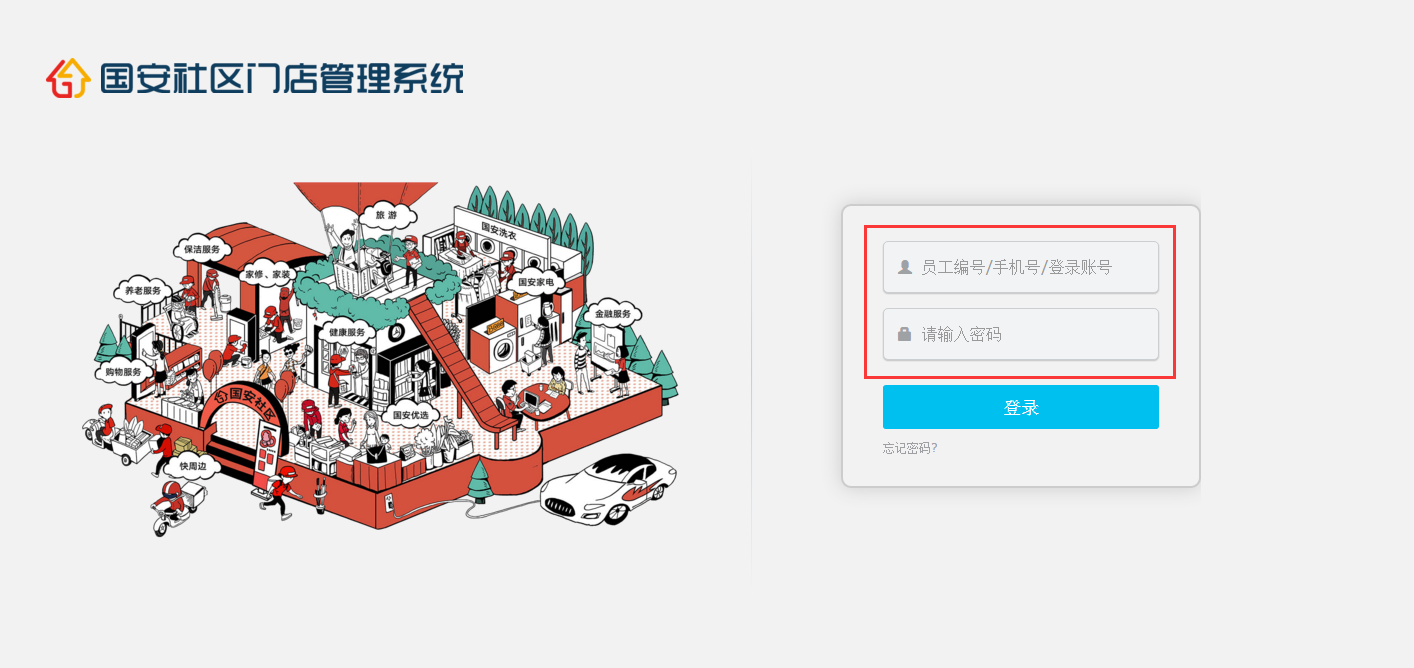 国安社区门店管理系统
旅 游
国安洗衣
保洁服务
家修、家装
国安家电
养老服务
金融服务
健康服务
购物服务
国安社区
国安优选
快周边
员工编号/手机号/登录账号
请输入密码
登录
忘记密码?